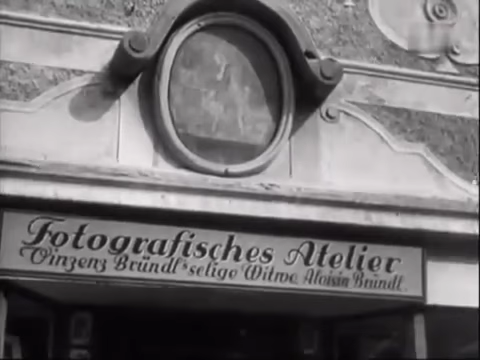 Fotografisches Atelier
Vinzenz Bründl's selige Witwe Aloisia Bründl.